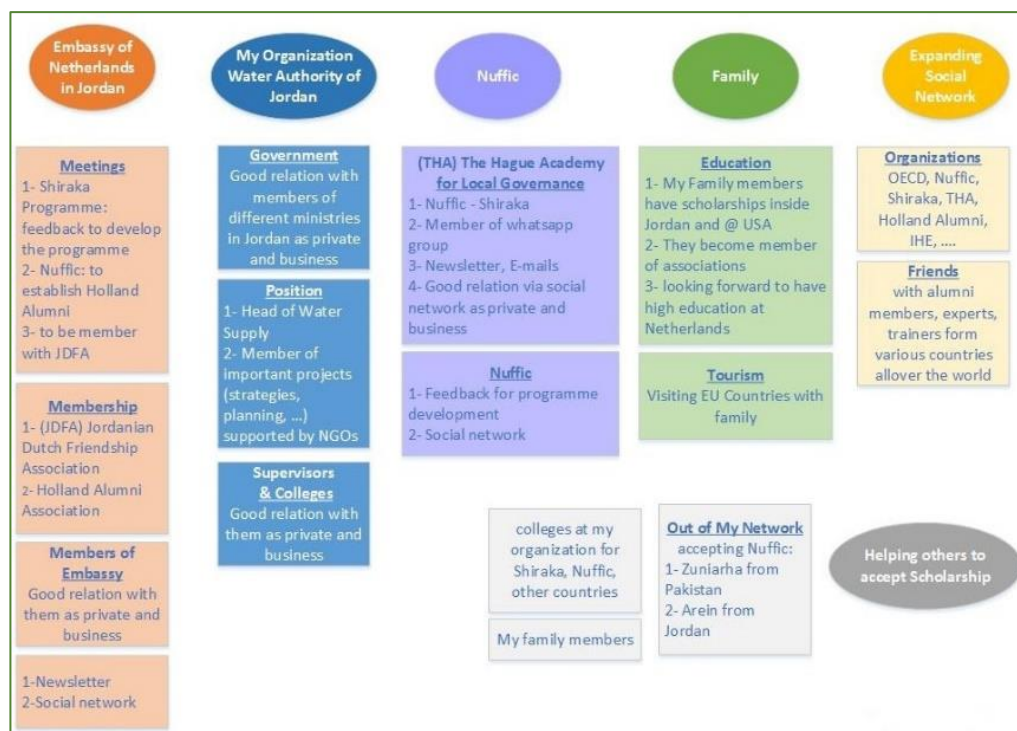 Embassy of
Netherlands
in Jordan
Meetings
1- Shiraka
Programme:
feedback to develop
the programme
2- Nuffic: to
establish Holland
Alumni
3- to be member
with JDFA
Membership
1- (JDFA) Jordanian
Dutch Friendship
Association
2- Holland Alumni
Association
Members of
Embassy
Good relation with
them as private and
business
1-Newsletter
2-Social network
My Organization
Water Authority of
Jordan
Government
Good relation with
members of
different ministries
in Jordan as private
and business
Position
1- Head of Water
Supply
2- Member of
important projects
(strategies,
planning, ...)
supported by NGOs
Supervisors
& Colleges
Good relation with
them as private and
business
Nuffic
(THA) The Hague Academy
for Local Governance
1- Nuffic - Shiraka
2- Member of whatsapp
group
3- Newsletter, E-mails
4- Good relation via social
network as private and
business
Nuffic
1- Feedback for programme
development
2- Social network
Family
Education
1- My Family members
have scholarships inside
Jordan and @ USA
2- They become member
of associations
3- looking forward to have
high education at
Netherlands
Tourism
Visiting EU Countries with
family
Expanding
Social
Network
Organizations
OECD, Nuffic,
Shiraka, THA,
Holland Alumni,
IHE, ....
Friends
with alumni
members, experts,
trainers form
various countries
allover the world
colleges at my
organization for
Shiraka, Nuffic,
other countries
My family members
Out of My Network
accepting Nuffic:
1- Zuniarha from
Pakistan
2- Arein from
Jordan
Helping others to
accept Scholarship